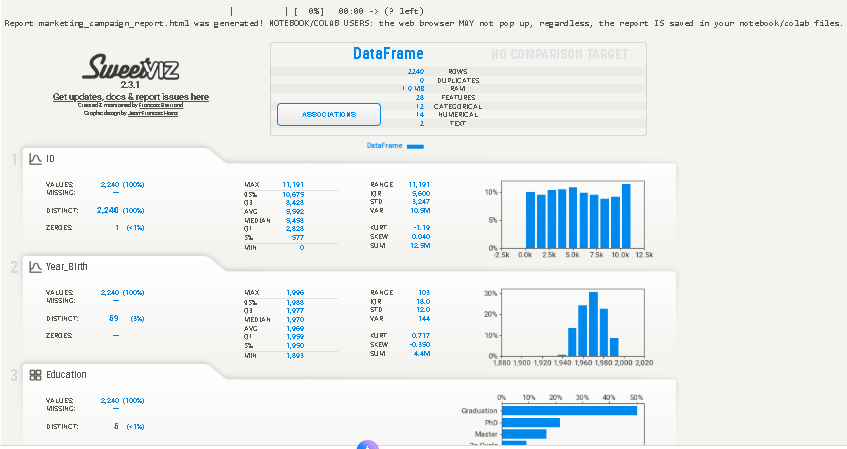 | | [ 0%] 00:00 -> (? left)
Report marketing_campaign_report.html was generated! NOTEBOOK/COLAB USERS: the web browser MAY not pop up, regardless, the report IS saved in your notebook/colab files.
SweetVIZ
2.3.1
Get updates, docs & report issues here
Created & maintained by Francois Bertrand
Graphic design by Jean-Francois Hains
DataFrame
NO COMPARISON TARGET
2240 ROWS
0 DUPLICATES
1.0 MB RAM
28 FEATURES
12 CATEGORICAL
14 NUMERICAL
2 TEXT
ASSOCIATIONS
DataFrame
1 ID
VALUES: 2,240 (100%)
MISSING: —
DISTINCT: 2,240 (100%)
ZEROES: 1 (<1%)
MAX 11,191
95% 10,675
Q3 8,428
AVG 5,592
MEDIAN 5,458
Q1 2,828
5% 577
MIN 0
RANGE 11,191
IQR 5,600
STD 3,247
VAR 10.5M
KURT -1.19
SKEW 0.040
SUM 12.5M
10%
5%
0%
-2.5k 0.0k 2.5k 5.0k 7.5k 10.0k 12.5k
2 Year_Birth
VALUES: 2,240 (100%)
MISSING: —
DISTINCT: 59 (3%)
ZEROES: —
MAX 1,996
95% 1,988
Q3 1,977
MEDIAN 1,970
AVG 1,969
Q1 1,959
5% 1,950
MIN 1,893
RANGE 103
IQR 18.0
STD 12.0
VAR 144
KURT 0.717
SKEW -0.350
SUM 4.4M
30%
20%
10%
0%
1,880 1,900 1,920 1,940 1,960 1,980 2,000 2,020
3 Education
VALUES: 2,240 (100%)
MISSING: —
DISTINCT: 5 (<1%)
0% 10% 20% 30% 40% 50%
Graduation
PhD
Master